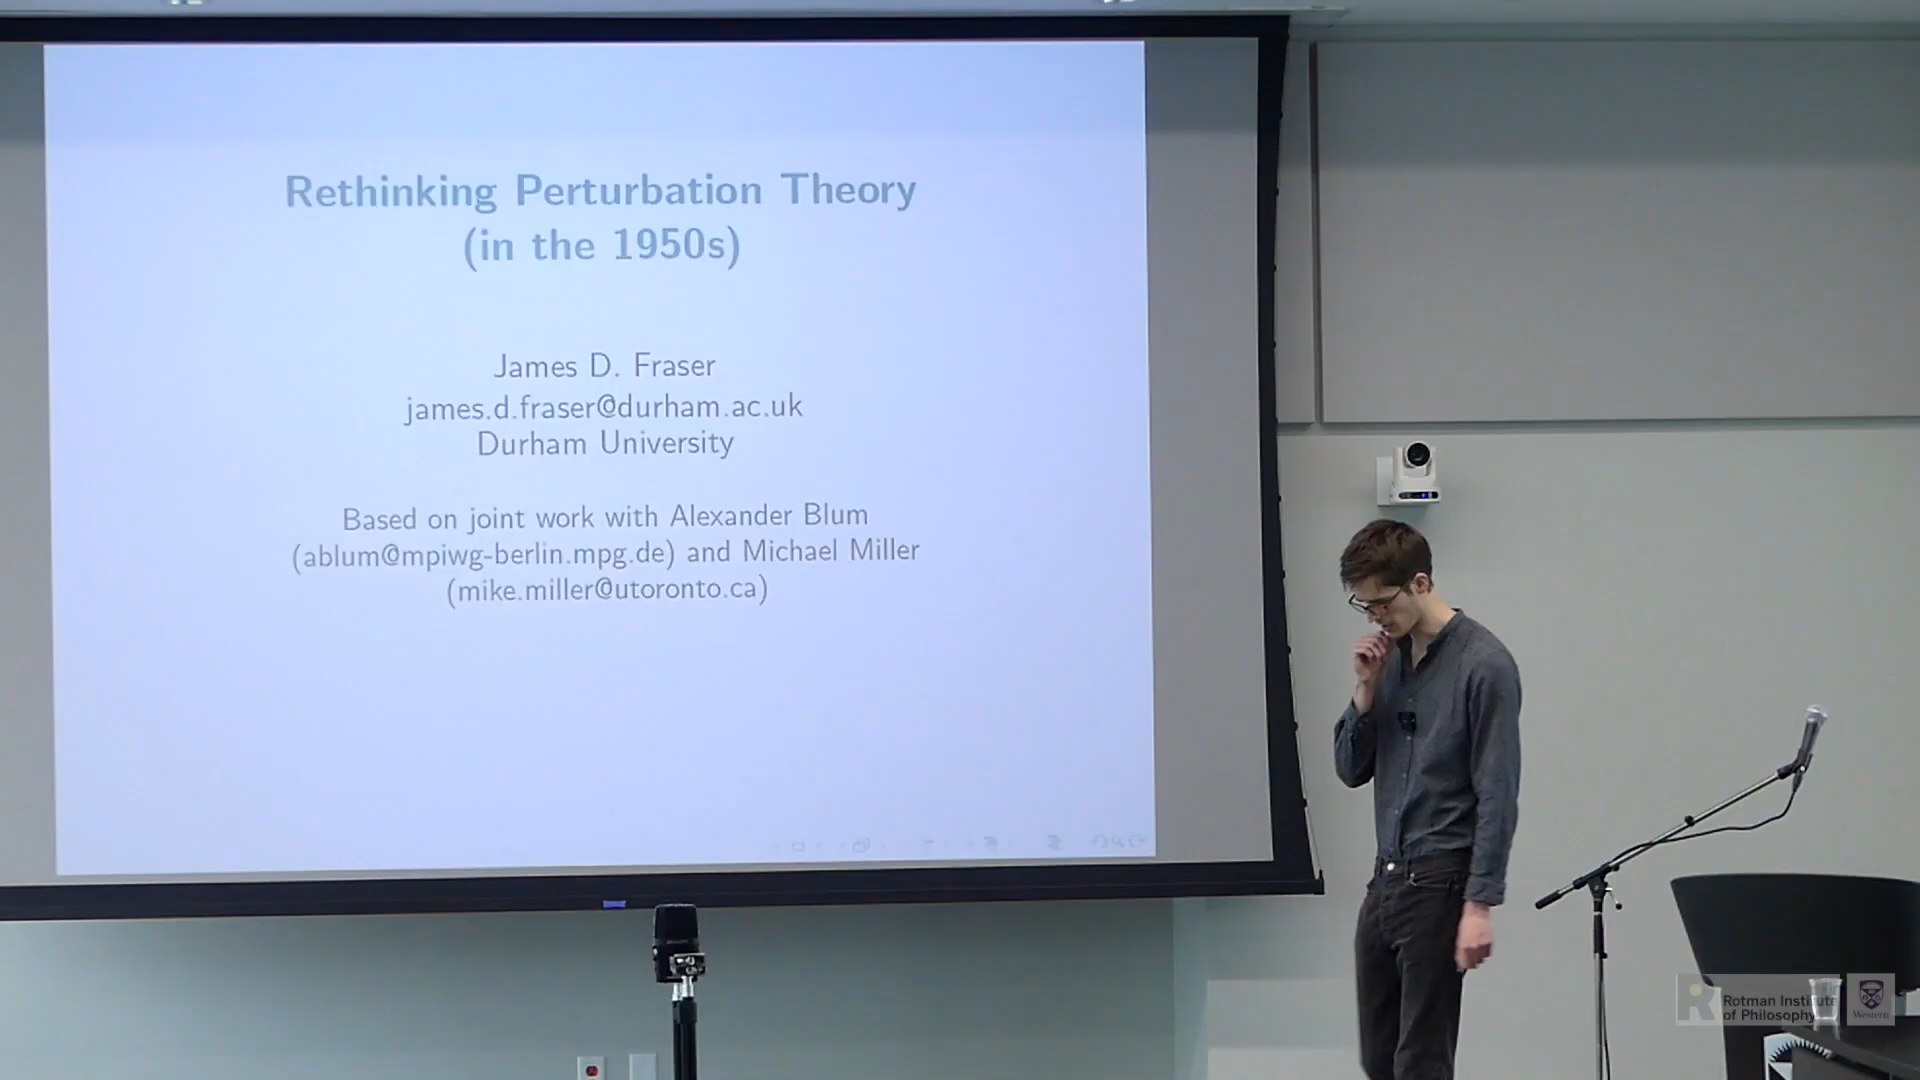 Rethinking Perturbation Theory
(in the 1950s)
James D. Fraser
james.d.fraser@durham.ac.uk
Durham University
Based on joint work with Alexander Blum
(ablum@mpiwg-berlin.mpg.de) and Michael Miller
(mike.miller@utoronto.ca)
R
Rotman Institute
of Philosophy
Western